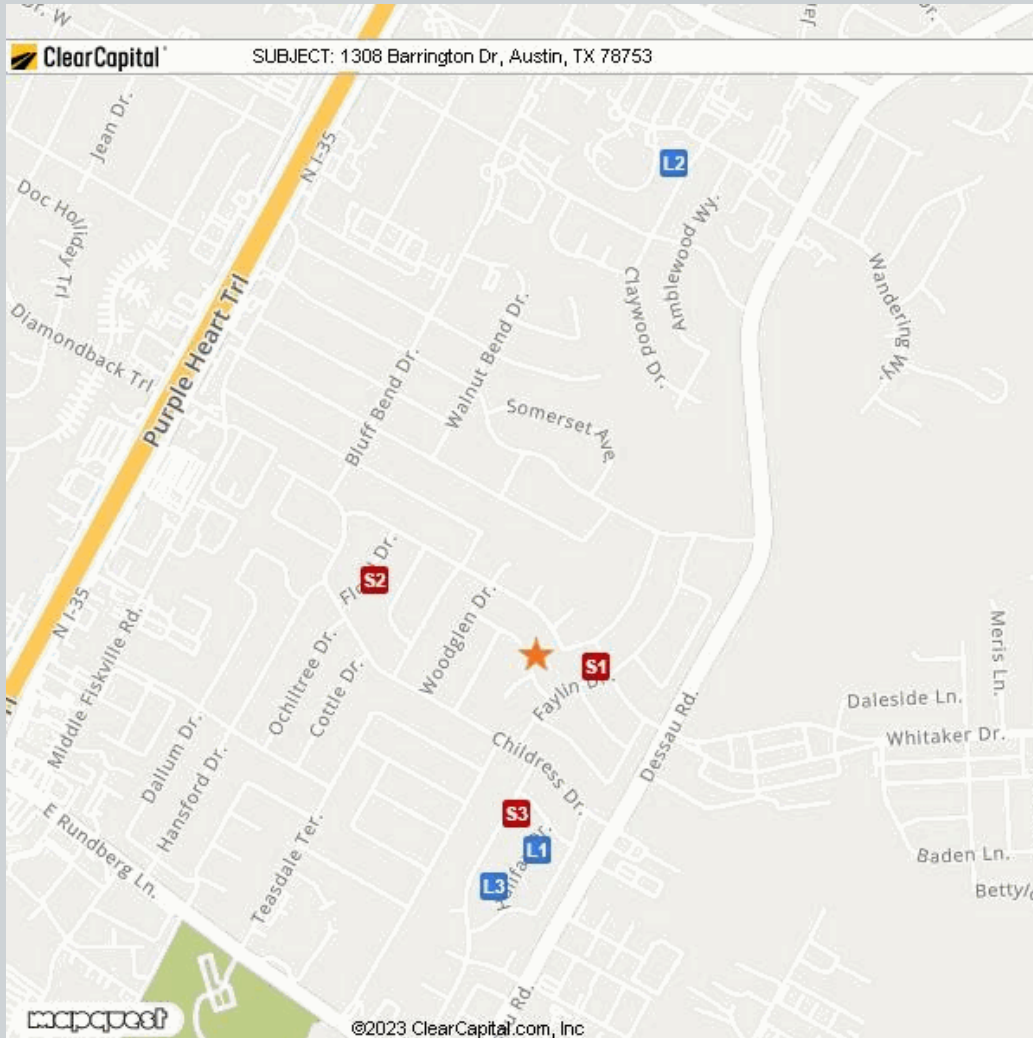 Dr. W
ClearCapital
SUBJECT: 1308 Barrington Dr, Austin, TX 78753
Jean Dr.
N I-35
L2
Doc Holliday Trl
Amblewood Wy.
Claywood Dr.
Wandering Wy.
Purple Heart Trl
Diamondback Trl
Walnut Bend Dr.
Bluff Bend Dr.
Somerset Ave.
S2
N I-35
Middle Fiskville Rd.
Woodglen Dr.
Ochiltree Dr.
Cottle Dr.
S1
Faylin Dr.
Meris Ln.
Daleside Ln.
Whitaker Dr.
Dessau Rd.
Dallum Dr.
Hansford Dr.
Childress Dr.
S3
L1
E Rundberg Ln.
Teasdale Ter.
L3
Baden Ln.
mapquest
©2023 ClearCapital.com, Inc
Rd.